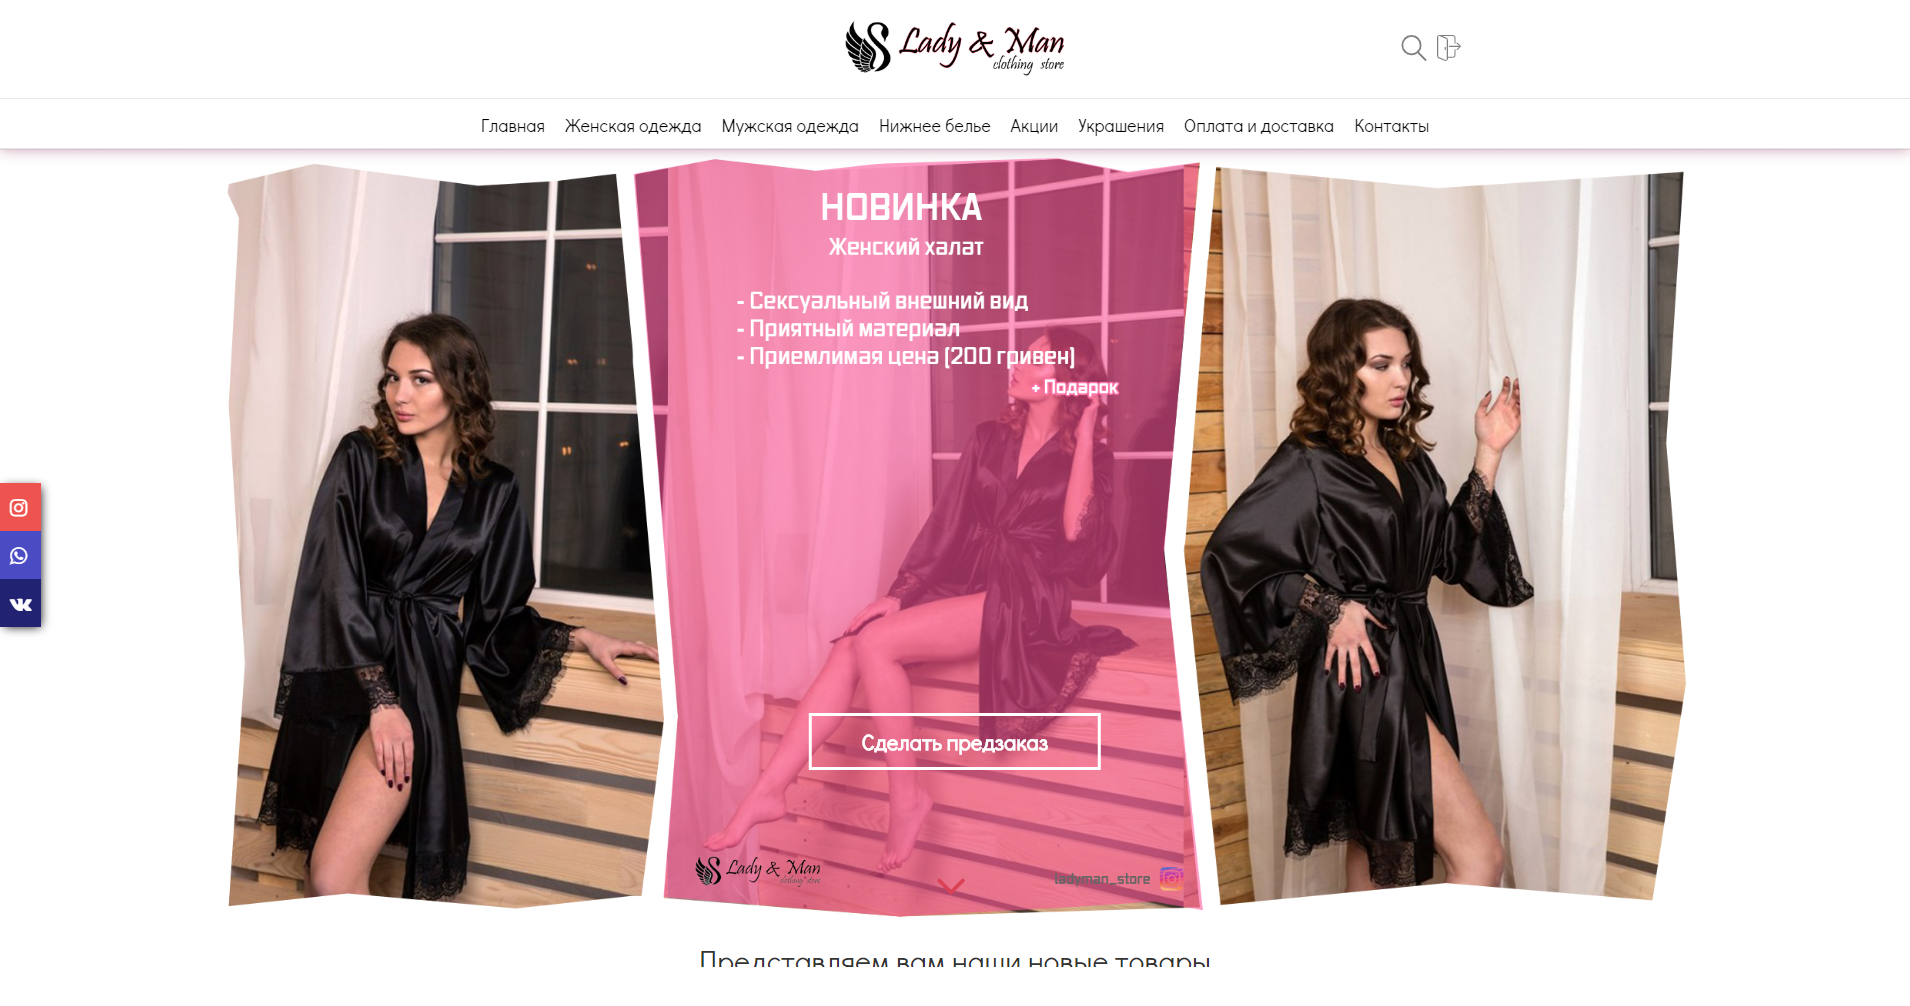 Lady & Man
clothing store
Главная Женская одежда Мужская одежда Нижнее белье Акции Украшения Оплата и доставка Контакты
НОВИНКА
Женский халат
- Сексуальный внешний вид
- Приятный материал
- Приемлимая цена (200 гривен)
+ Подарок
Сделать предзаказ
Lady & Man
clothing store
ladyman_store
Представляем вам наши новые товары